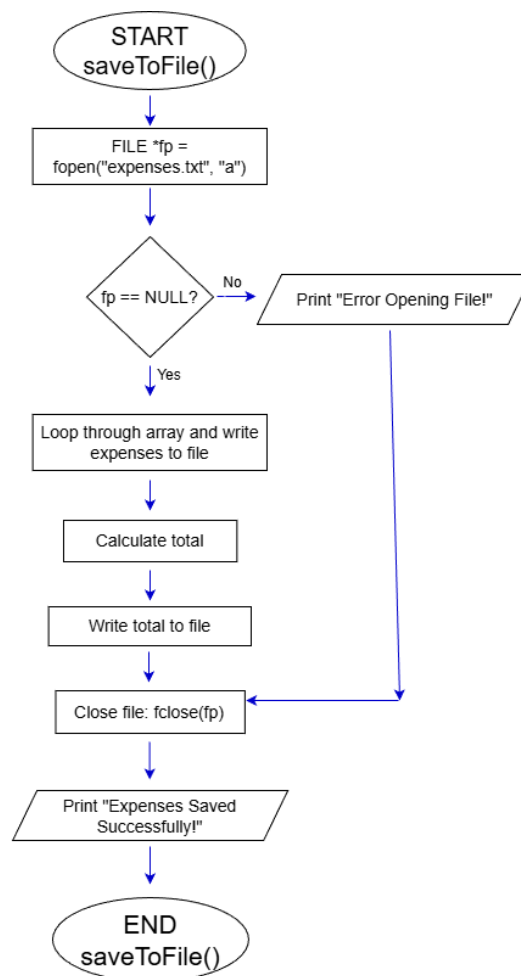 START
saveToFile()
FILE *fp =
fopen("expenses.txt", "a")
fp == NULL?
No
Print "Error Opening File!"
Yes
Loop through array and write
expenses to file
Calculate total
Write total to file
Close file: fclose(fp)
Print "Expenses Saved
Successfully!"
END
saveToFile()